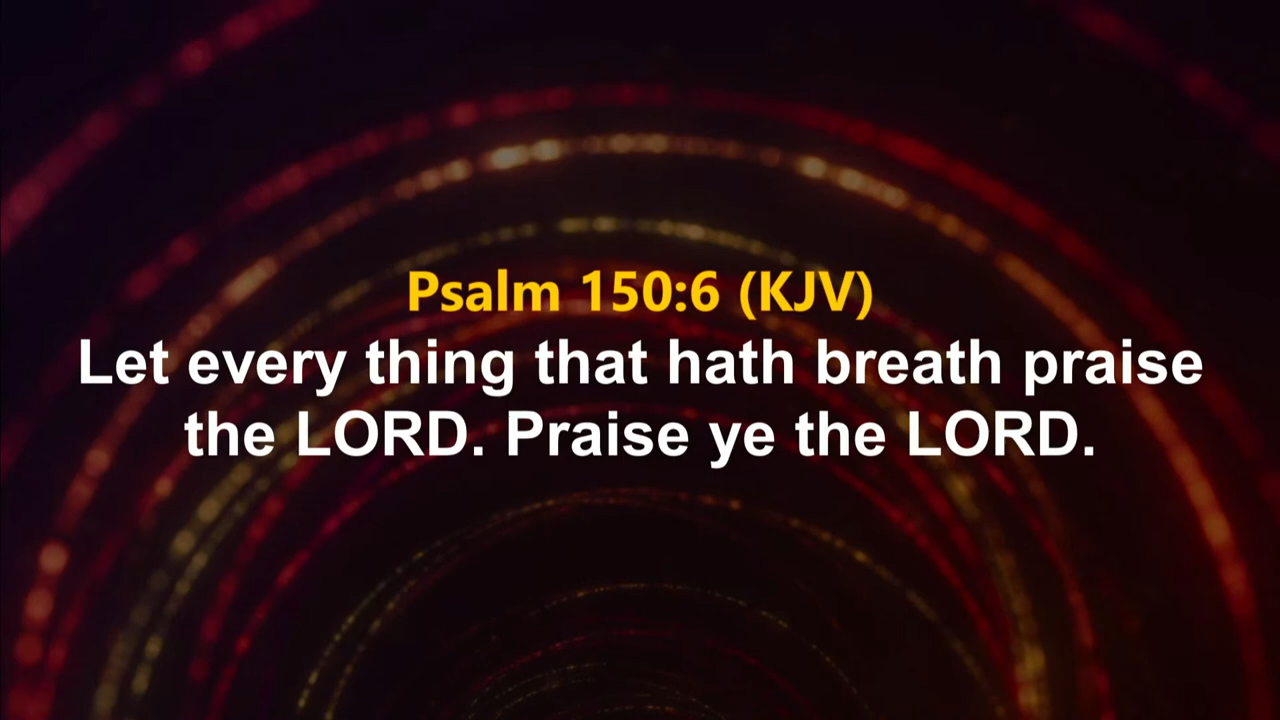 Psalm 150:6 (KJV)
Let every thing that hath breath praise
the LORD. Praise ye the LORD.